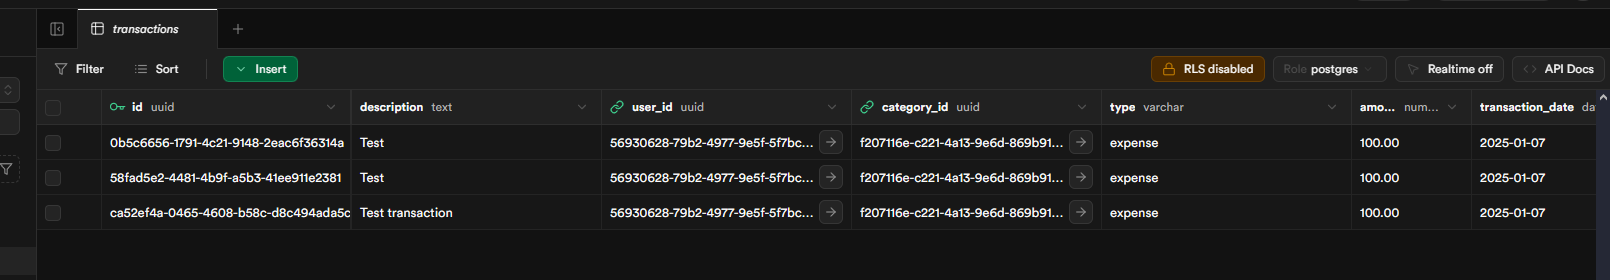 transactions
Filter Sort Insert RLS disabled Role postgres Realtime off API Docs
id uuid description text user_id uuid category_id uuid type varchar amo... num... transaction_date da
0b5c6656-1791-4c21-9148-2eac6f36314a Test 56930628-79b2-4977-9e5f-5f7bc... f207116e-c221-4a13-9e6d-869b91... expense 100.00 2025-01-07
58fad5e2-4481-4b9f-a5b3-41ee911e2381 Test 56930628-79b2-4977-9e5f-5f7bc... f207116e-c221-4a13-9e6d-869b91... expense 100.00 2025-01-07
ca52ef4a-0465-4608-b58c-d8c494ada5c Test transaction 56930628-79b2-4977-9e5f-5f7bc... f207116e-c221-4a13-9e6d-869b91... expense 100.00 2025-01-07